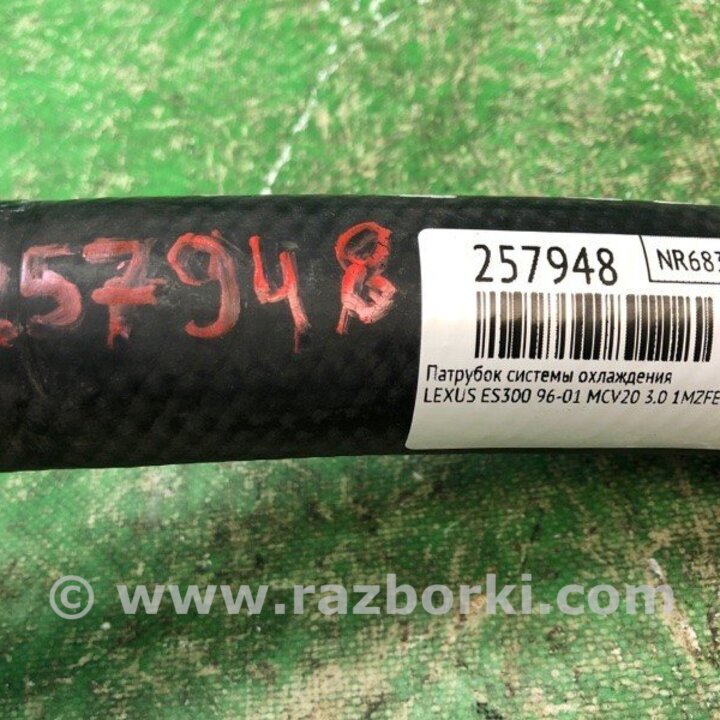 257948
257948
NR683
Патрубок системы охлаждения
LEXUS ES300 96-01 MCV20 3.0 1MZFE
© www.razborki.com